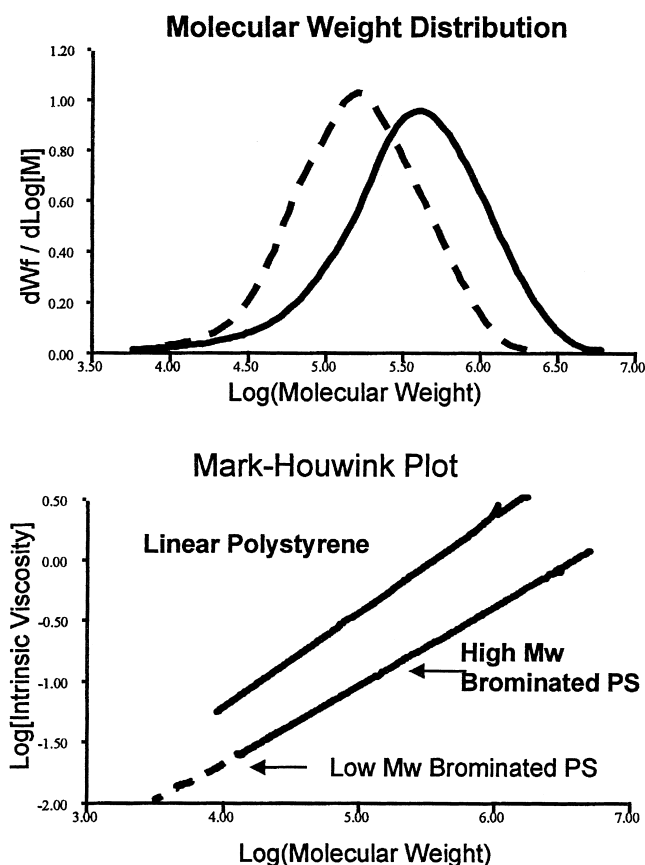 Molecular Weight Distribution
1.20
1.00
0.80
0.60
0.40
0.20
0.00
dWf / dLog[M]
3.50 4.00 4.50 5.00 5.50 6.00 6.50 7.00
Log(Molecular Weight)
Mark-Houwink Plot
0.50
0.00
-0.50
-1.00
-1.50
-2.00
Log[Intrinsic Viscosity]
Linear Polystyrene
High Mw
Brominated PS
Low Mw Brominated PS
3.00 4.00 5.00 6.00 7.00
Log(Molecular Weight)